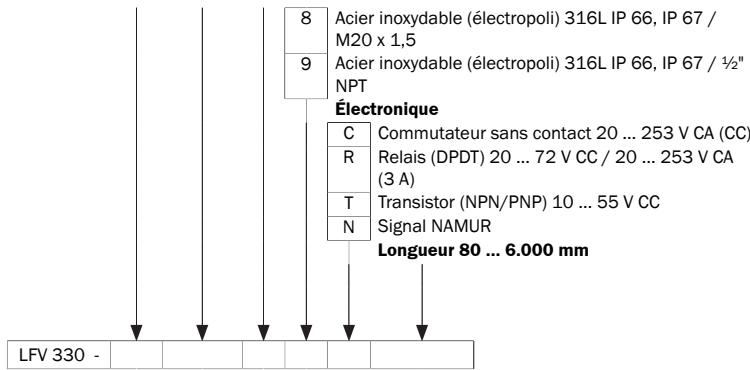 8 Acier inoxydable (électropoli) 316L IP 66, IP 67 /
M20 x 1,5
9 Acier inoxydable (électropoli) 316L IP 66, IP 67 / ½"
NPT
Électronique
C Commutateur sans contact 20 ... 253 V CA (CC)
R Relais (DPDT) 20 ... 72 V CC / 20 ... 253 V CA
(3 A)
T Transistor (NPN/PNP) 10 ... 55 V CC
N Signal NAMUR
Longueur 80 ... 6.000 mm
LFV 330 -